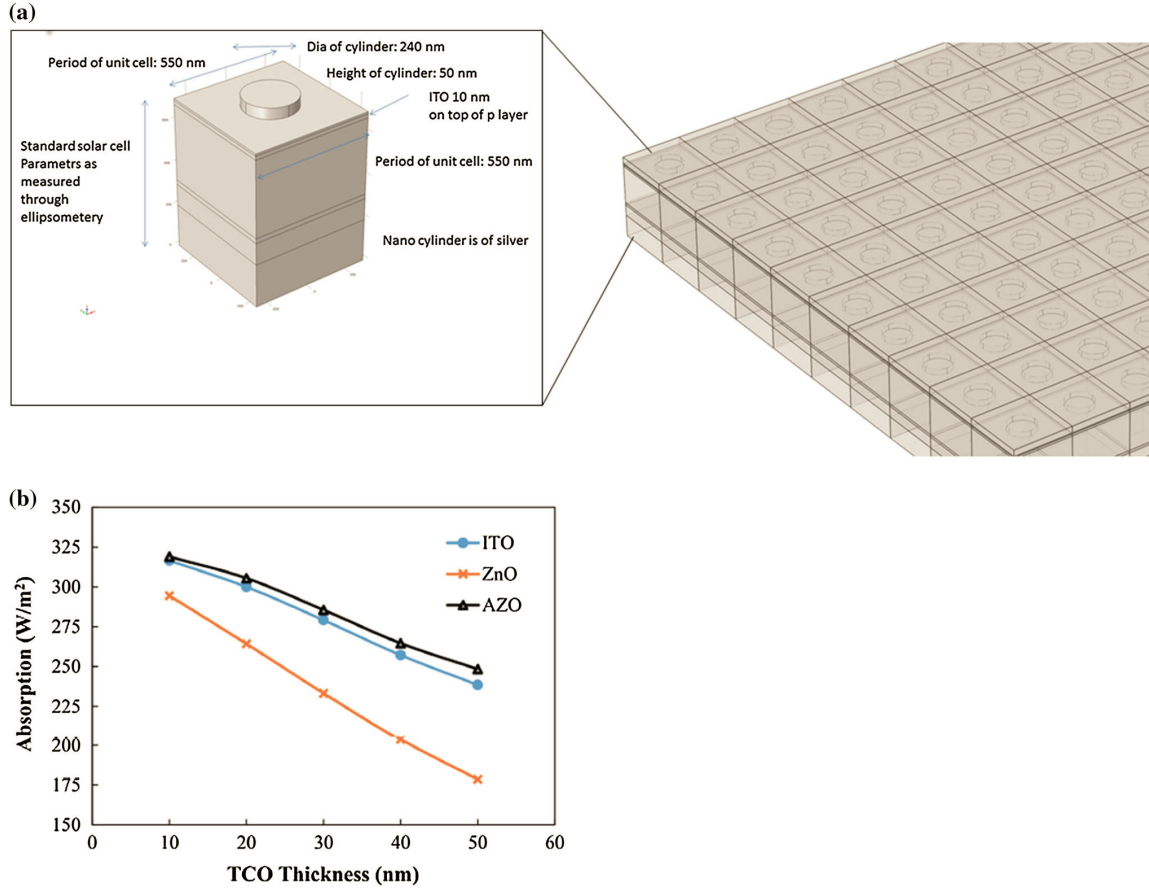 (a)
Dia of cylinder: 240 nm
Period of unit cell: 550 nm
Height of cylinder: 50 nm
ITO 10 nm
on top of p layer
Standard solar cell
Parametrs as
measured
through
ellipsometery
Period of unit cell: 550 nm
Nano cylinder is of silver
(b)
350
325
300
275
250
225
200
175
150
Absorption (W/m²)
ITO
ZnO
AZO
0
10
20
30
40
50
60
TCO Thickness (nm)